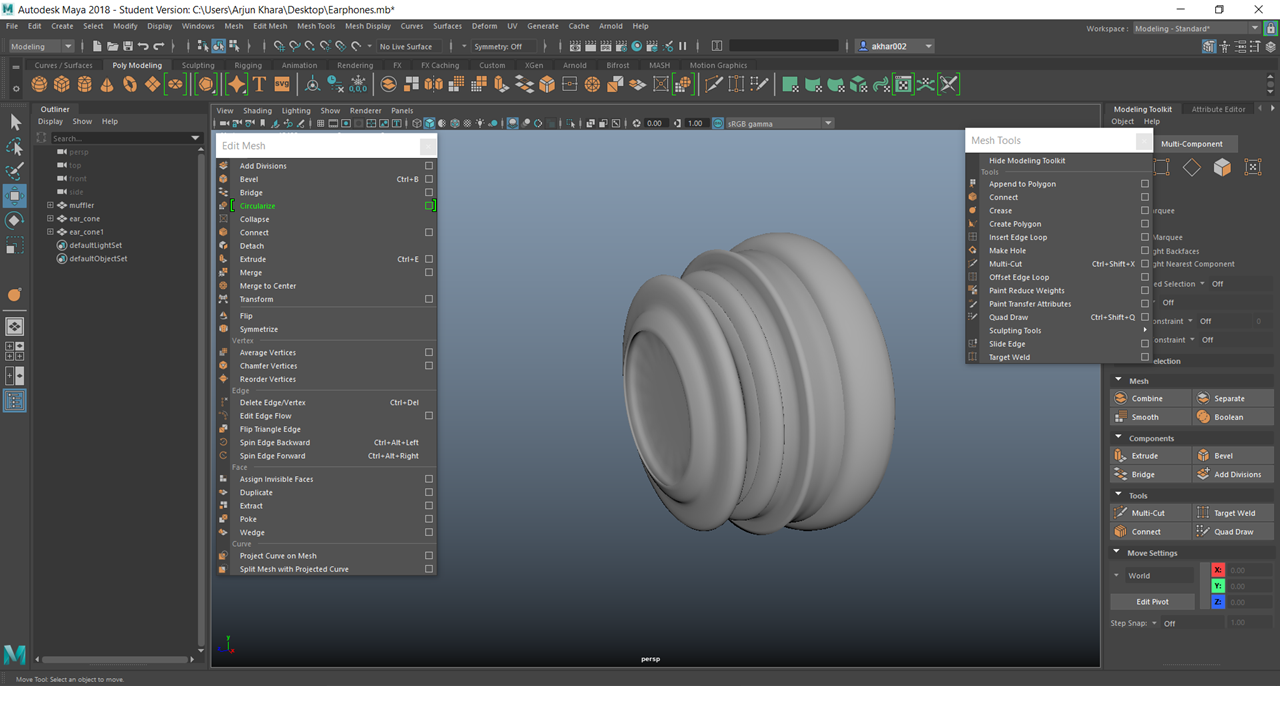 Autodesk Maya 2018 - Student Version: C:\Users\Arjun Khara\Desktop\Earphones.mb*
File Edit Create Select Modify Display Windows Mesh Edit Mesh Mesh Tools Mesh Display Curves Surfaces Deform UV Generate Cache Arnold Help
Workspace : Modeling - Standard*
Modeling No Live Surface Symmetry: Off akhar002
Curves / Surfaces Poly Modeling Sculpting Rigging Animation Rendering FX FX Caching Custom XGen Arnold Bifrost MASH Motion Graphics
SVG
0,0,0
Outliner
Display Show Help
Search...
persp
top
front
side
muffler
ear_cone
ear_cone1
defaultLightSet
defaultObjectSet
View Shading Lighting Show Renderer Panels
0.00 1.00 sRGB gamma
Edit Mesh
Add Divisions
Bevel Ctrl+B
Bridge
Circularize
Collapse
Connect
Detach
Extrude Ctrl+E
Merge
Merge to Center
Transform
Flip
Symmetrize
Vertex
Average Vertices
Chamfer Vertices
Reorder Vertices
Edge
Delete Edge/Vertex Ctrl+Del
Edit Edge Flow
Flip Triangle Edge
Spin Edge Backward Ctrl+Alt+Left
Spin Edge Forward Ctrl+Alt+Right
Face
Assign Invisible Faces
Duplicate
Extract
Poke
Wedge
Curve
Project Curve on Mesh
Split Mesh with Projected Curve
y
persp
Mesh Tools
Hide Modeling Toolkit
Tools
Append to Polygon
Connect
Crease
Create Polygon
Insert Edge Loop
Make Hole
Multi-Cut Ctrl+Shift+X
Offset Edge Loop
Paint Reduce Weights
Paint Transfer Attributes
Quad Draw Ctrl+Shift+Q
Sculpting Tools
Slide Edge
Target Weld
Modeling Toolkit Attribute Editor
Object Help
Multi-Component
rquee
Marquee
ght Backfaces
ght Nearest Component
ed Selection Off
Off
onstraint Off 0
onstraint Off
lection
Mesh
Combine Separate
Smooth Boolean
Components
Extrude Bevel
Bridge Add Divisions
Tools
Multi-Cut Target Weld
Connect Quad Draw
Move Settings
World X: 0.00
Y: 0.00
Edit Pivot Z: 0.00
Step Snap: Off 1.00
Move Tool: Select an object to move.